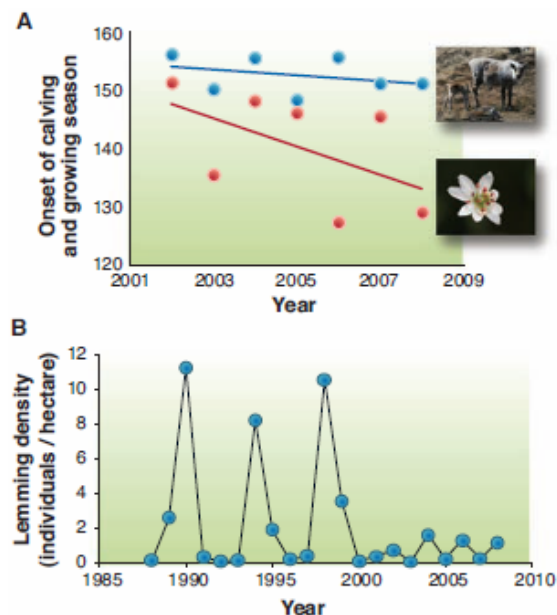 A
160
150
140
130
120
Onset of calving
and growing season
2001
2003
2005
2007
2009
Year
B
12
10
8
6
4
2
0
Lemming density
(individuals / hectare)
1985
1990
1995
2000
2005
2010
Year